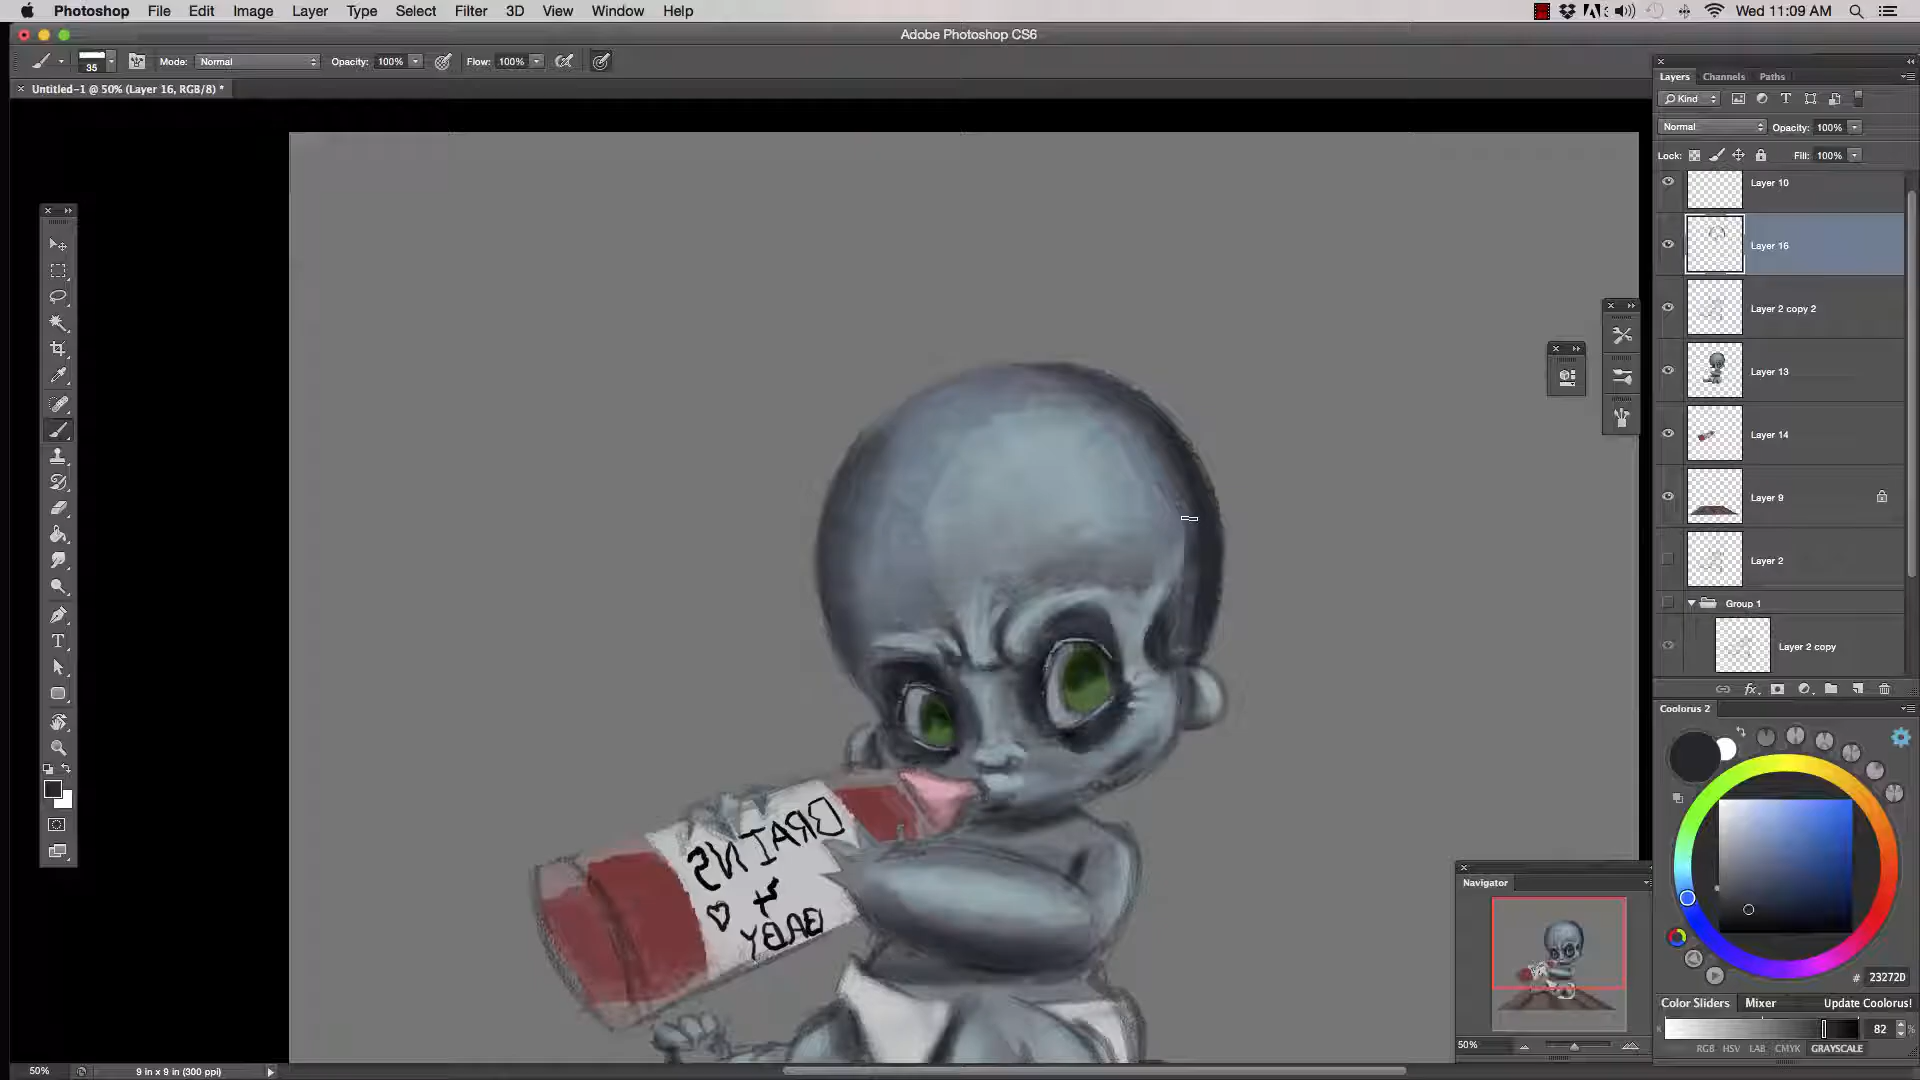 Photoshop File Edit Image Layer Type Select Filter 3D View Window Help Wed 11:09 AM
Adobe Photoshop CS6
35 Mode: Normal Opacity: 100% Flow: 100%
Untitled-1 @ 50% (Layer 16, RGB/8) *
Layers Channels Paths
Kind
Normal Opacity: 100%
Lock: Fill: 100%
Layer 10
Layer 16
Layer 2 copy 2
Layer 13
Layer 14
Layer 9
Layer 2
Group 1
Layer 2 copy
BRAINS
+
BABY
Coolorus 2
# 23272D
Color Sliders Mixer Update Coolorus!
K 82 %
RGB HSV LAB CMYK GRAYSCALE
Navigator
50%
50% 9 in x 9 in (300 ppi)